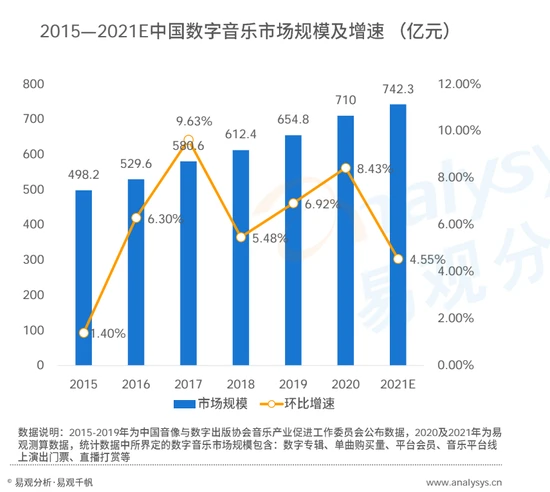 2015—2021E中国数字音乐市场规模及增速 （亿元）
800 12.00%
700 10.00%
600 8.00%
500 6.00%
400 4.00%
300 2.00%
200 0.00%
100
0
498.2 529.6 580.6 612.4 654.8 710 742.3
1.40% 6.30% 9.63% 5.48% 6.92% 8.43% 4.55%
nalysys
易观分
2015 2016 2017 2018 2019 2020 2021E
市场规模 环比增速
数据说明：2015-2019年为中国音像与数字出版协会音乐产业促进工作委员会公布数据，2020及2021年为易
观测算数据，统计数据中所界定的数字音乐市场规模包含：数字专辑、单曲购买量、平台会员、音乐平台线
上演出门票、直播打赏等
© 易观分析·易观千帆 www.analysys.cn